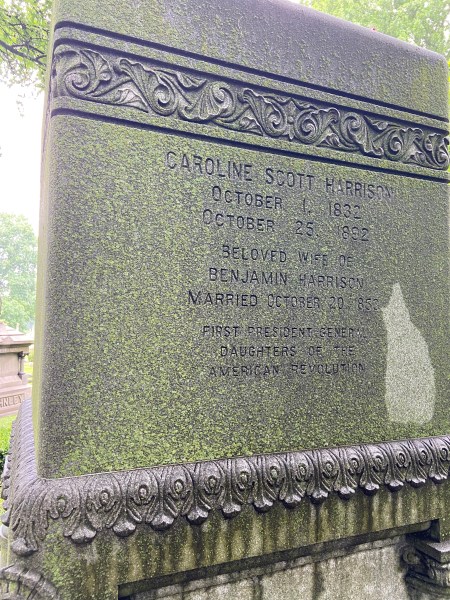 CAROLINE SCOTT HARRISON
OCTOBER 1, 1832
OCTOBER 25, 1892
BELOVED WIFE OF
BENJAMIN HARRISON
MARRIED OCTOBER 20 1853
FIRST PRESIDENT GENERAL
DAUGHTERS OF THE
AMERICAN REVOLUTION